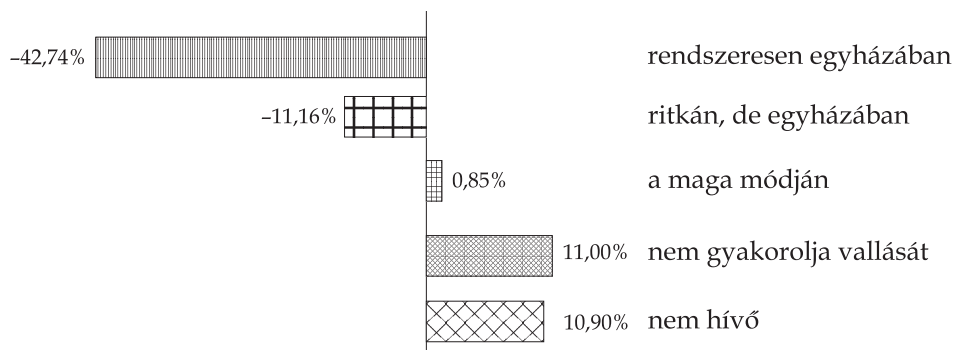 –42,74% rendszeresen egyházában
–11,16% ritkán, de egyházában
0,85% a maga módján
11,00% nem gyakorolja vallását
10,90% nem hívő